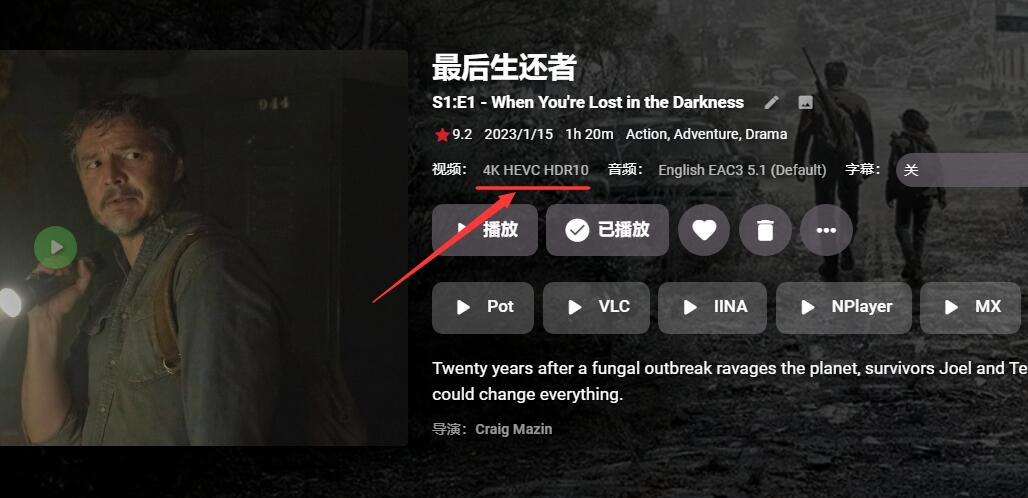 944
最后生还者
S1:E1 - When You're Lost in the Darkness
9.2 2023/1/15 1h 20m Action, Adventure, Drama
视频： 4K HEVC HDR10 音频： English EAC3 5.1 (Default) 字幕： 关
播放 已播放
Pot VLC IINA NPlayer MX
Twenty years after a fungal outbreak ravages the planet, survivors Joel and Te
could change everything.
导演：Craig Mazin